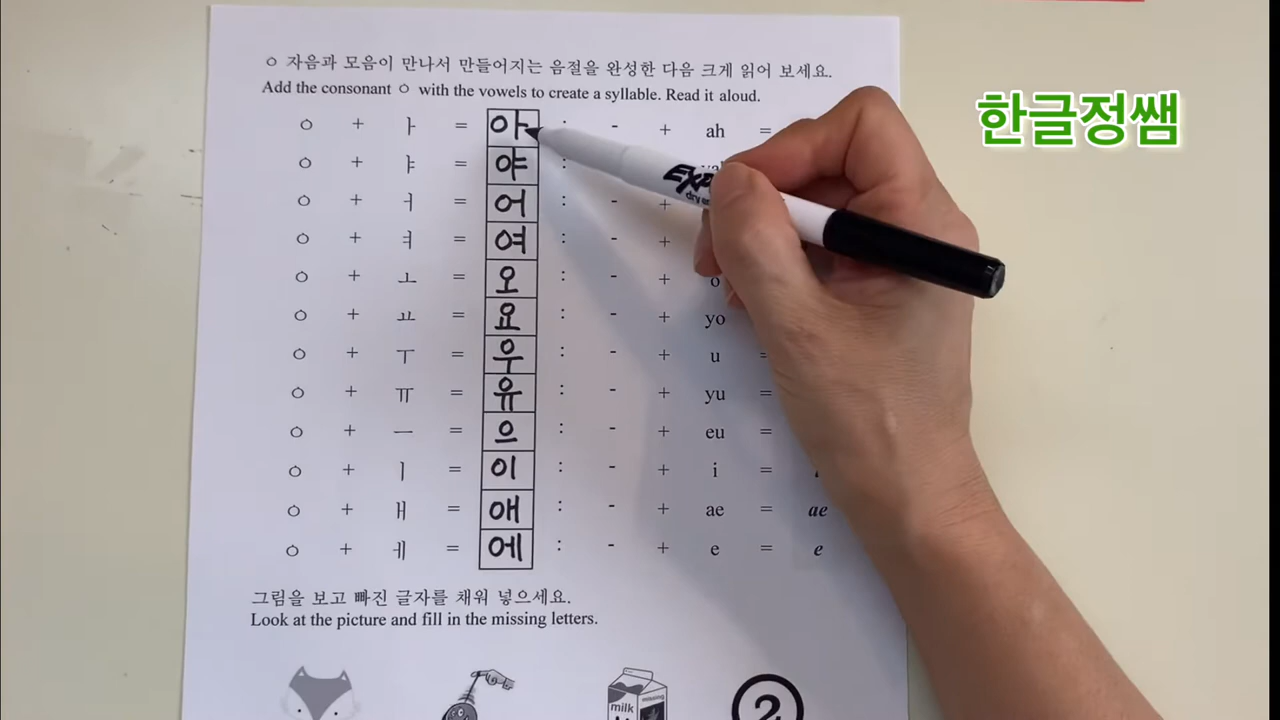 ㅇ 자음과 모음이 만나서 만들어지는 음절을 완성한 다음 크게 읽어 보세요.
Add the consonant ㅇ with the vowels to create a syllable. Read it aloud.
한글정쌤
ㅇ + ㅏ = 아 : - + ah =
ㅇ + ㅑ = 야 :
ㅇ + ㅓ = 어 : - +
ㅇ + ㅕ = 여 : - +
ㅇ + ㅗ = 오 : - + o
ㅇ + ㅛ = 요 : - + yo
ㅇ + ㅜ = 우 : - + u =
ㅇ + ㅠ = 유 : - + yu =
ㅇ + ㅡ = 으 : - + eu =
ㅇ + ㅣ = 이 : - + i =
ㅇ + ㅐ = 애 : - + ae = ae
ㅇ + ㅔ = 에 : - + e = e
그림을 보고 빠진 글자를 채워 넣으세요.
Look at the picture and fill in the missing letters.
milk
missing
2